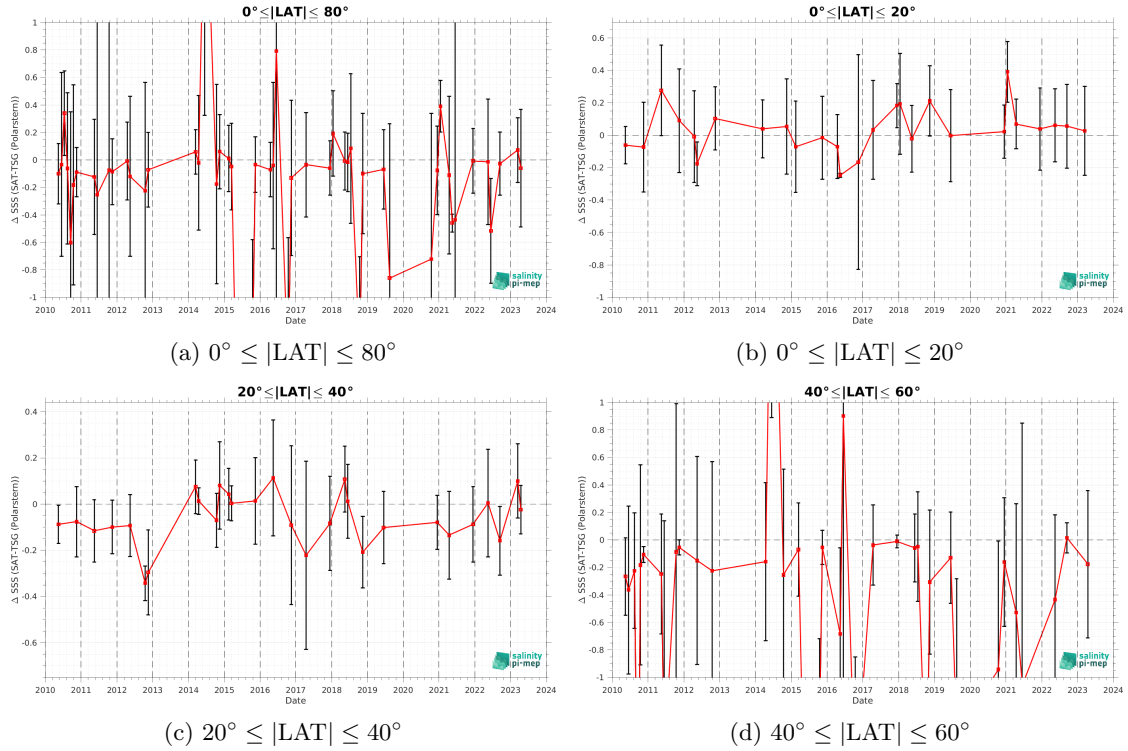 0°≤|LAT|≤ 80°
Δ SSS (SAT-TSG (Polarstern))
1
0.8
0.6
0.4
0.2
0
-0.2
-0.4
-0.6
-0.8
-1
2010 2011 2012 2013 2014 2015 2016 2017 2018 2019 2020 2021 2022 2023 2024
Date
salinity
pi-mep
(a) 0° ≤ |LAT| ≤ 80°
0°≤|LAT|≤ 20°
Δ SSS (SAT-TSG (Polarstern))
0.6
0.4
0.2
0
-0.2
-0.4
-0.6
-0.8
-1
2010 2011 2012 2013 2014 2015 2016 2017 2018 2019 2020 2021 2022 2023 2024
Date
salinity
pi-mep
(b) 0° ≤ |LAT| ≤ 20°
20°≤|LAT|≤ 40°
Δ SSS (SAT-TSG (Polarstern))
0.4
0.2
0
-0.2
-0.4
-0.6
2010 2011 2012 2013 2014 2015 2016 2017 2018 2019 2020 2021 2022 2023 2024
Date
salinity
pi-mep
(c) 20° ≤ |LAT| ≤ 40°
40°≤|LAT|≤ 60°
Δ SSS (SAT-TSG (Polarstern))
1
0.8
0.6
0.4
0.2
0
-0.2
-0.4
-0.6
-0.8
-1
2010 2011 2012 2013 2014 2015 2016 2017 2018 2019 2020 2021 2022 2023 2024
Date
salinity
pi-mep
(d) 40° ≤ |LAT| ≤ 60°